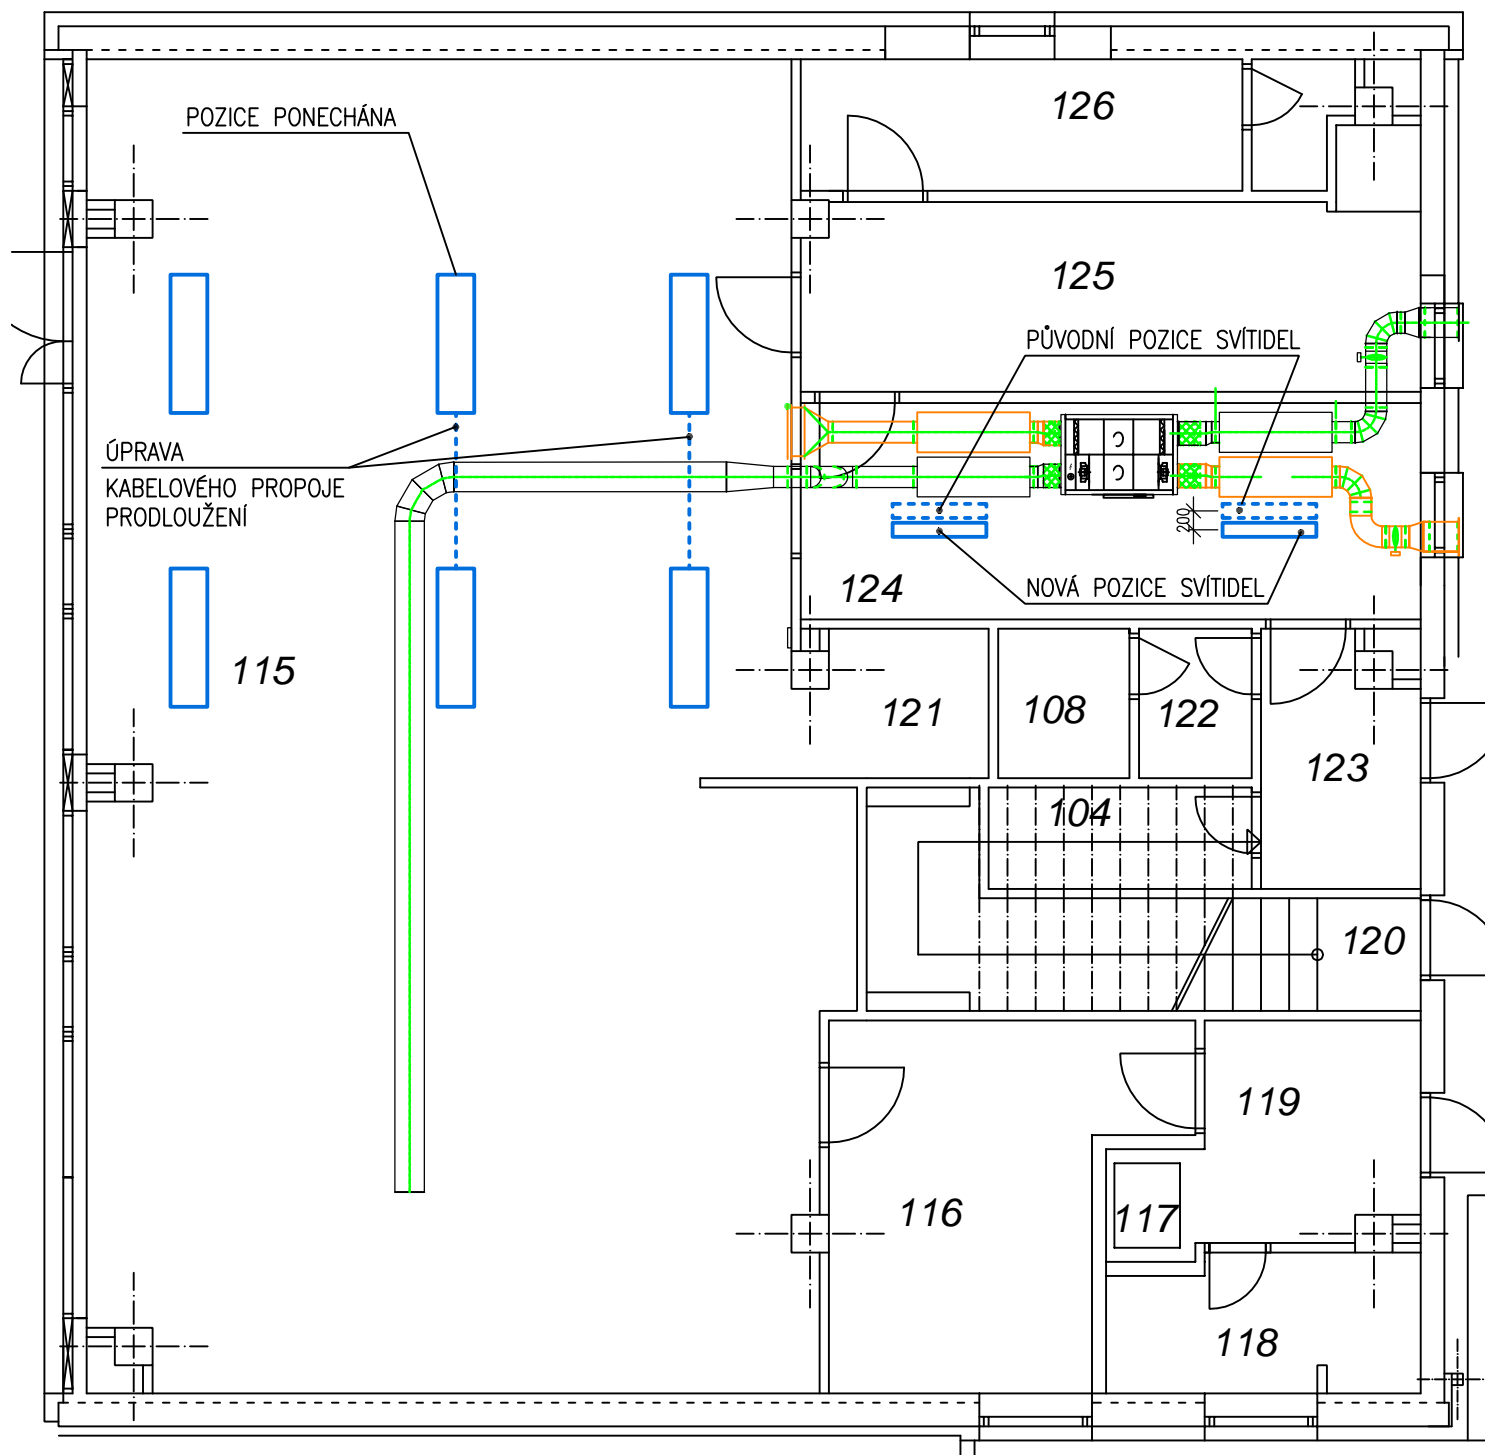 126
POZICE PONECHÁNA
125
PŮVODNÍ POZICE SVÍTIDEL
ÚPRAVA
KABELOVÉHO PROPOJE
PRODLOUŽENÍ
200
124
NOVÁ POZICE SVÍTIDEL
115
121
108
122
123
104
120
119
116
117
118